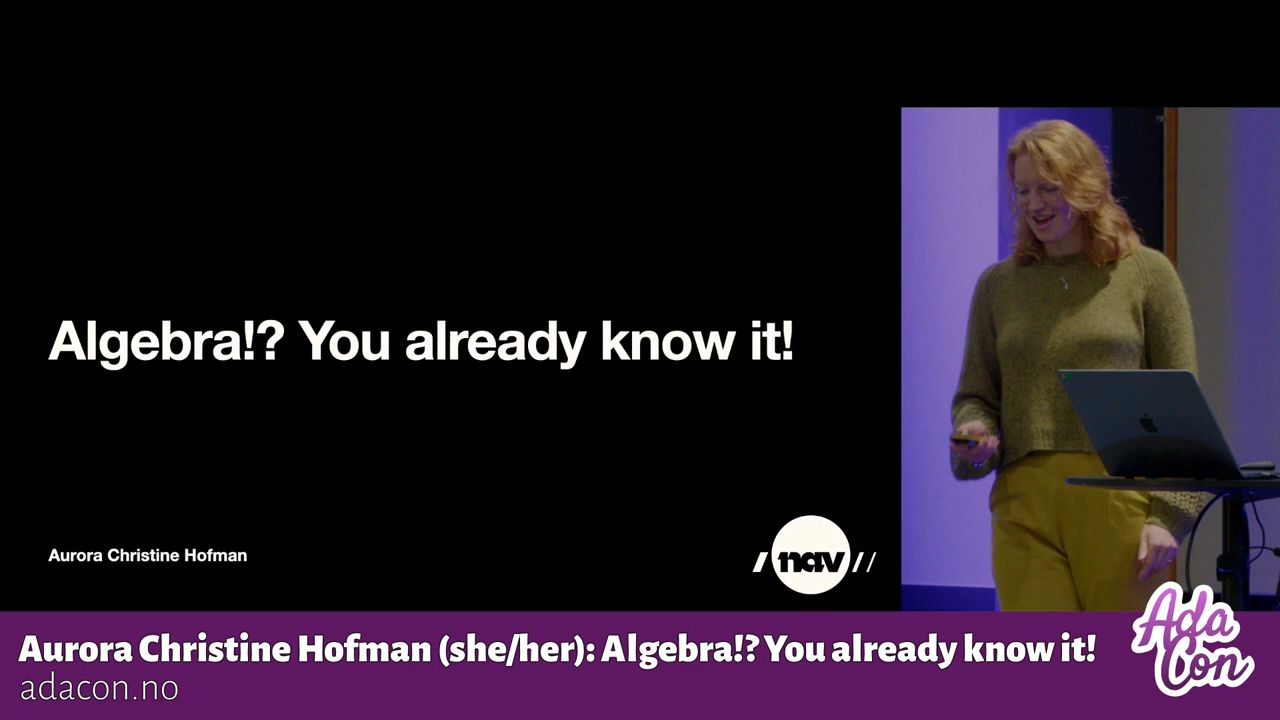 Algebra!? You already know it!
Aurora Christine Hofman
/nav//
Aurora Christine Hofman (she/her): Algebra!? You already know it!
adacon.no
Ada
Con